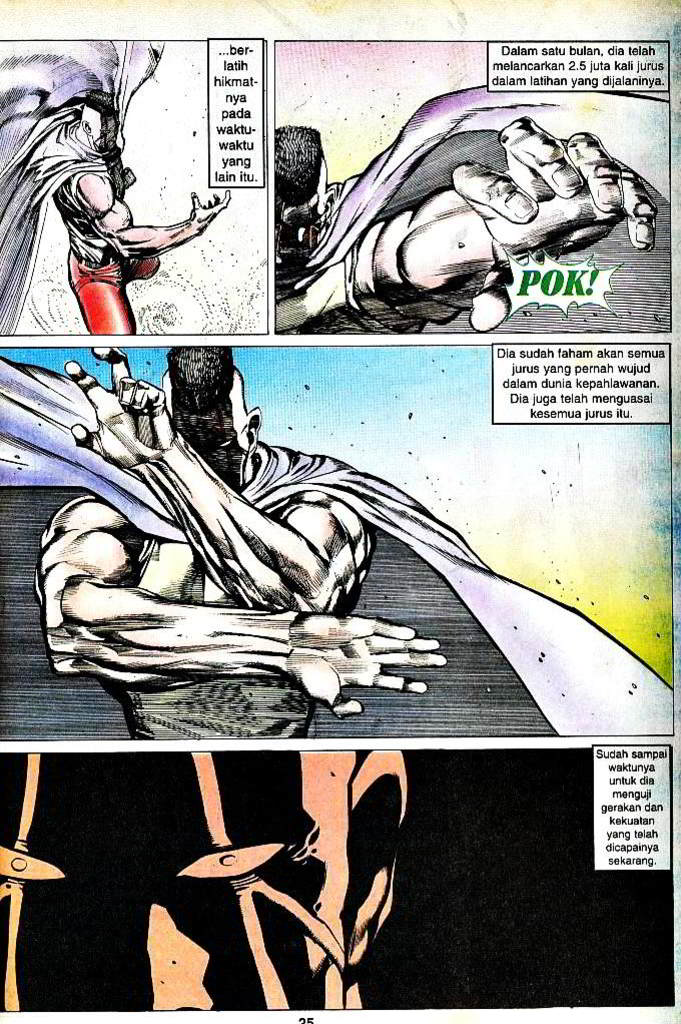 ...ber-
latih
hikmat-
nya
pada
waktu-
waktu
yang
lain itu.
Dalam satu bulan, dia telah
melancarkan 2.5 juta kali jurus
dalam latihan yang dijalaninya.
POK!
Dia sudah faham akan semua
jurus yang pernah wujud
dalam dunia kepahlawanan.
Dia juga telah menguasai
kesemua jurus itu.
Sudah sampai
waktunya
untuk dia
menguji
gerakan dan
kekuatan
yang telah
dicapainya
sekarang.
25